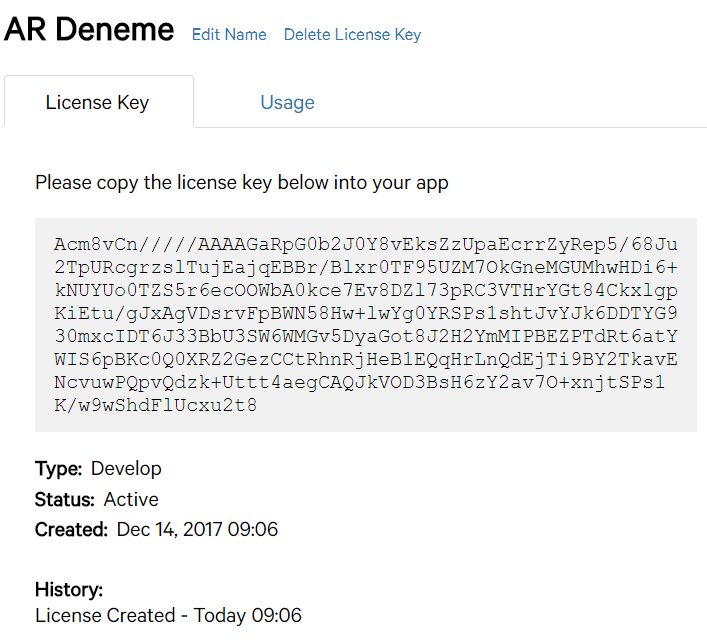 AR Deneme Edit Name Delete License Key
License Key Usage
Please copy the license key below into your app
Acm8vCn/////AAAAGaRpG0b2J0Y8vEksZzUpaEcrrZyRep5/68Ju
2TpURcgrzslTujEajqEBBr/Blxr0TF95UZM7OkGneMGUMhwHDi6+
kNUYUo0TZS5r6ecOOWbA0kce7Ev8DZl73pRC3VTHrYGt84Ckxlgp
KiEtu/gJxAgVDsrvFpBWN58Hw+lwYg0YRSPs1shtJvYJk6DDTYG9
30mxcIDT6J33BbU3SW6WMGv5DyaGot8J2H2YmMIPBEZPTdRt6atY
WIS6pBKc0Q0XRZ2GezCCtRhnRjHeB1EQqHrLnQdEjTi9BY2TkavE
NcvuwPQpvQdzk+Uttt4aegCAQJkVOD3BsH6zY2av7O+xnjtSPs1
K/w9wShdFlUcxu2t8
Type: Develop
Status: Active
Created: Dec 14, 2017 09:06
History:
License Created - Today 09:06